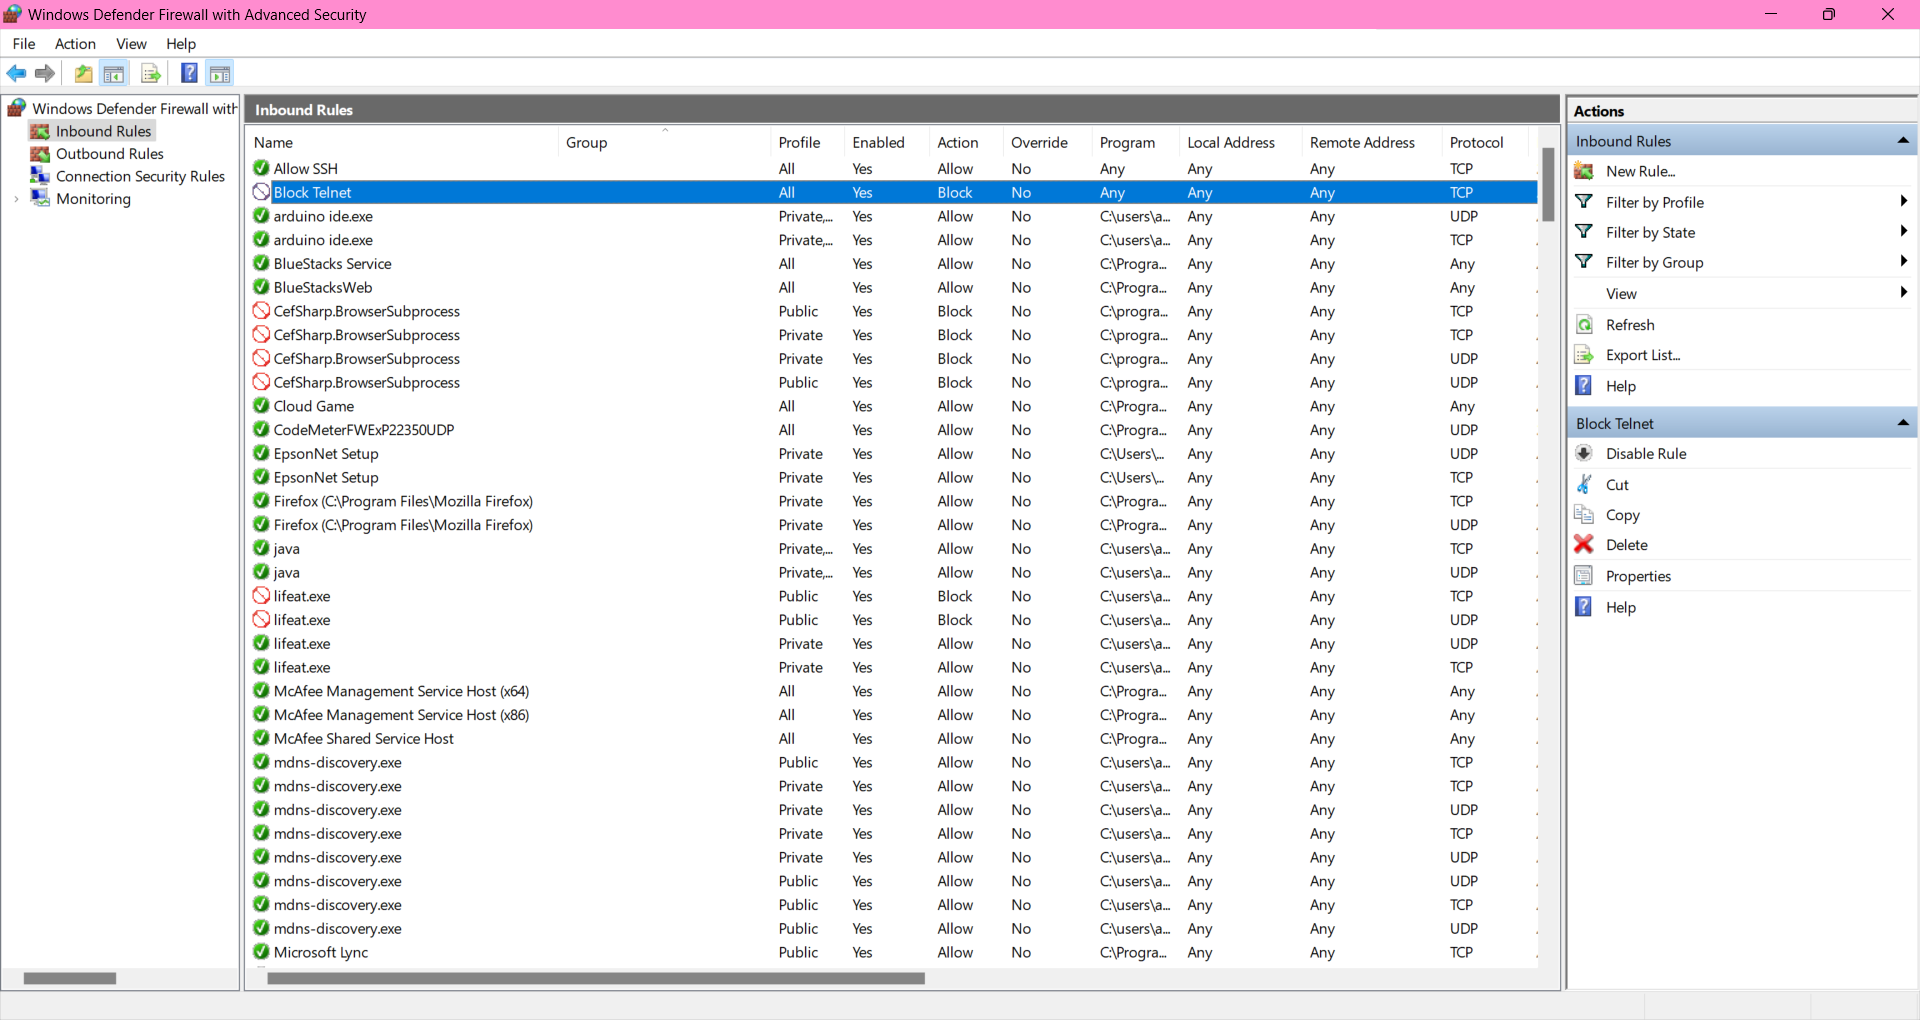 Windows Defender Firewall with Advanced Security
File Action View Help
Windows Defender Firewall with
Inbound Rules
Outbound Rules
Connection Security Rules
Monitoring
Inbound Rules
Name Group Profile Enabled Action Override Program Local Address Remote Address Protocol
Allow SSH All Yes Allow No Any Any Any TCP
Block Telnet All Yes Block No Any Any Any TCP
arduino ide.exe Private,... Yes Allow No C:\users\a... Any Any UDP
arduino ide.exe Private,... Yes Allow No C:\users\a... Any Any TCP
BlueStacks Service All Yes Allow No C:\Progra... Any Any Any
BlueStacksWeb All Yes Allow No C:\Progra... Any Any Any
CefSharp.BrowserSubprocess Public Yes Block No C:\progra... Any Any TCP
CefSharp.BrowserSubprocess Private Yes Block No C:\progra... Any Any TCP
CefSharp.BrowserSubprocess Private Yes Block No C:\progra... Any Any UDP
CefSharp.BrowserSubprocess Public Yes Block No C:\progra... Any Any UDP
Cloud Game All Yes Allow No C:\Progra... Any Any Any
CodeMeterFWExP22350UDP All Yes Allow No C:\Progra... Any Any UDP
EpsonNet Setup Private Yes Allow No C:\Users\... Any Any UDP
EpsonNet Setup Private Yes Allow No C:\Users\... Any Any TCP
Firefox (C:\Program Files\Mozilla Firefox) Private Yes Allow No C:\Progra... Any Any TCP
Firefox (C:\Program Files\Mozilla Firefox) Private Yes Allow No C:\Progra... Any Any UDP
java Private,... Yes Allow No C:\users\a... Any Any TCP
java Private,... Yes Allow No C:\users\a... Any Any UDP
lifeat.exe Public Yes Block No C:\users\a... Any Any TCP
lifeat.exe Public Yes Block No C:\users\a... Any Any UDP
lifeat.exe Private Yes Allow No C:\users\a... Any Any UDP
lifeat.exe Private Yes Allow No C:\users\a... Any Any TCP
McAfee Management Service Host (x64) All Yes Allow No C:\Progra... Any Any Any
McAfee Management Service Host (x86) All Yes Allow No C:\Progra... Any Any Any
McAfee Shared Service Host All Yes Allow No C:\Progra... Any Any Any
mdns-discovery.exe Public Yes Allow No C:\users\a... Any Any TCP
mdns-discovery.exe Private Yes Allow No C:\users\a... Any Any TCP
mdns-discovery.exe Private Yes Allow No C:\users\a... Any Any UDP
mdns-discovery.exe Private Yes Allow No C:\users\a... Any Any TCP
mdns-discovery.exe Private Yes Allow No C:\users\a... Any Any UDP
mdns-discovery.exe Public Yes Allow No C:\users\a... Any Any UDP
mdns-discovery.exe Public Yes Allow No C:\users\a... Any Any TCP
mdns-discovery.exe Public Yes Allow No C:\users\a... Any Any UDP
Microsoft Lync Public Yes Allow No C:\Progra... Any Any TCP
Actions
Inbound Rules
New Rule...
Filter by Profile
Filter by State
Filter by Group
View
Refresh
Export List...
Help
Block Telnet
Disable Rule
Cut
Copy
Delete
Properties
Help